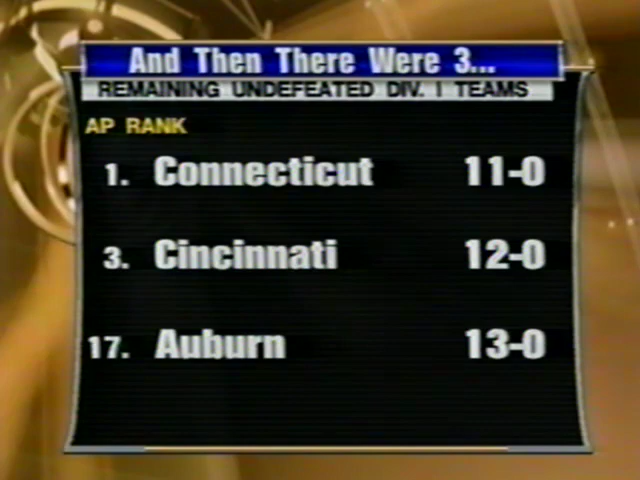 And Then There Were 3...
REMAINING UNDEFEATED DIV. I TEAMS
AP RANK
1. Connecticut 11-0
3. Cincinnati 12-0
17. Auburn 13-0